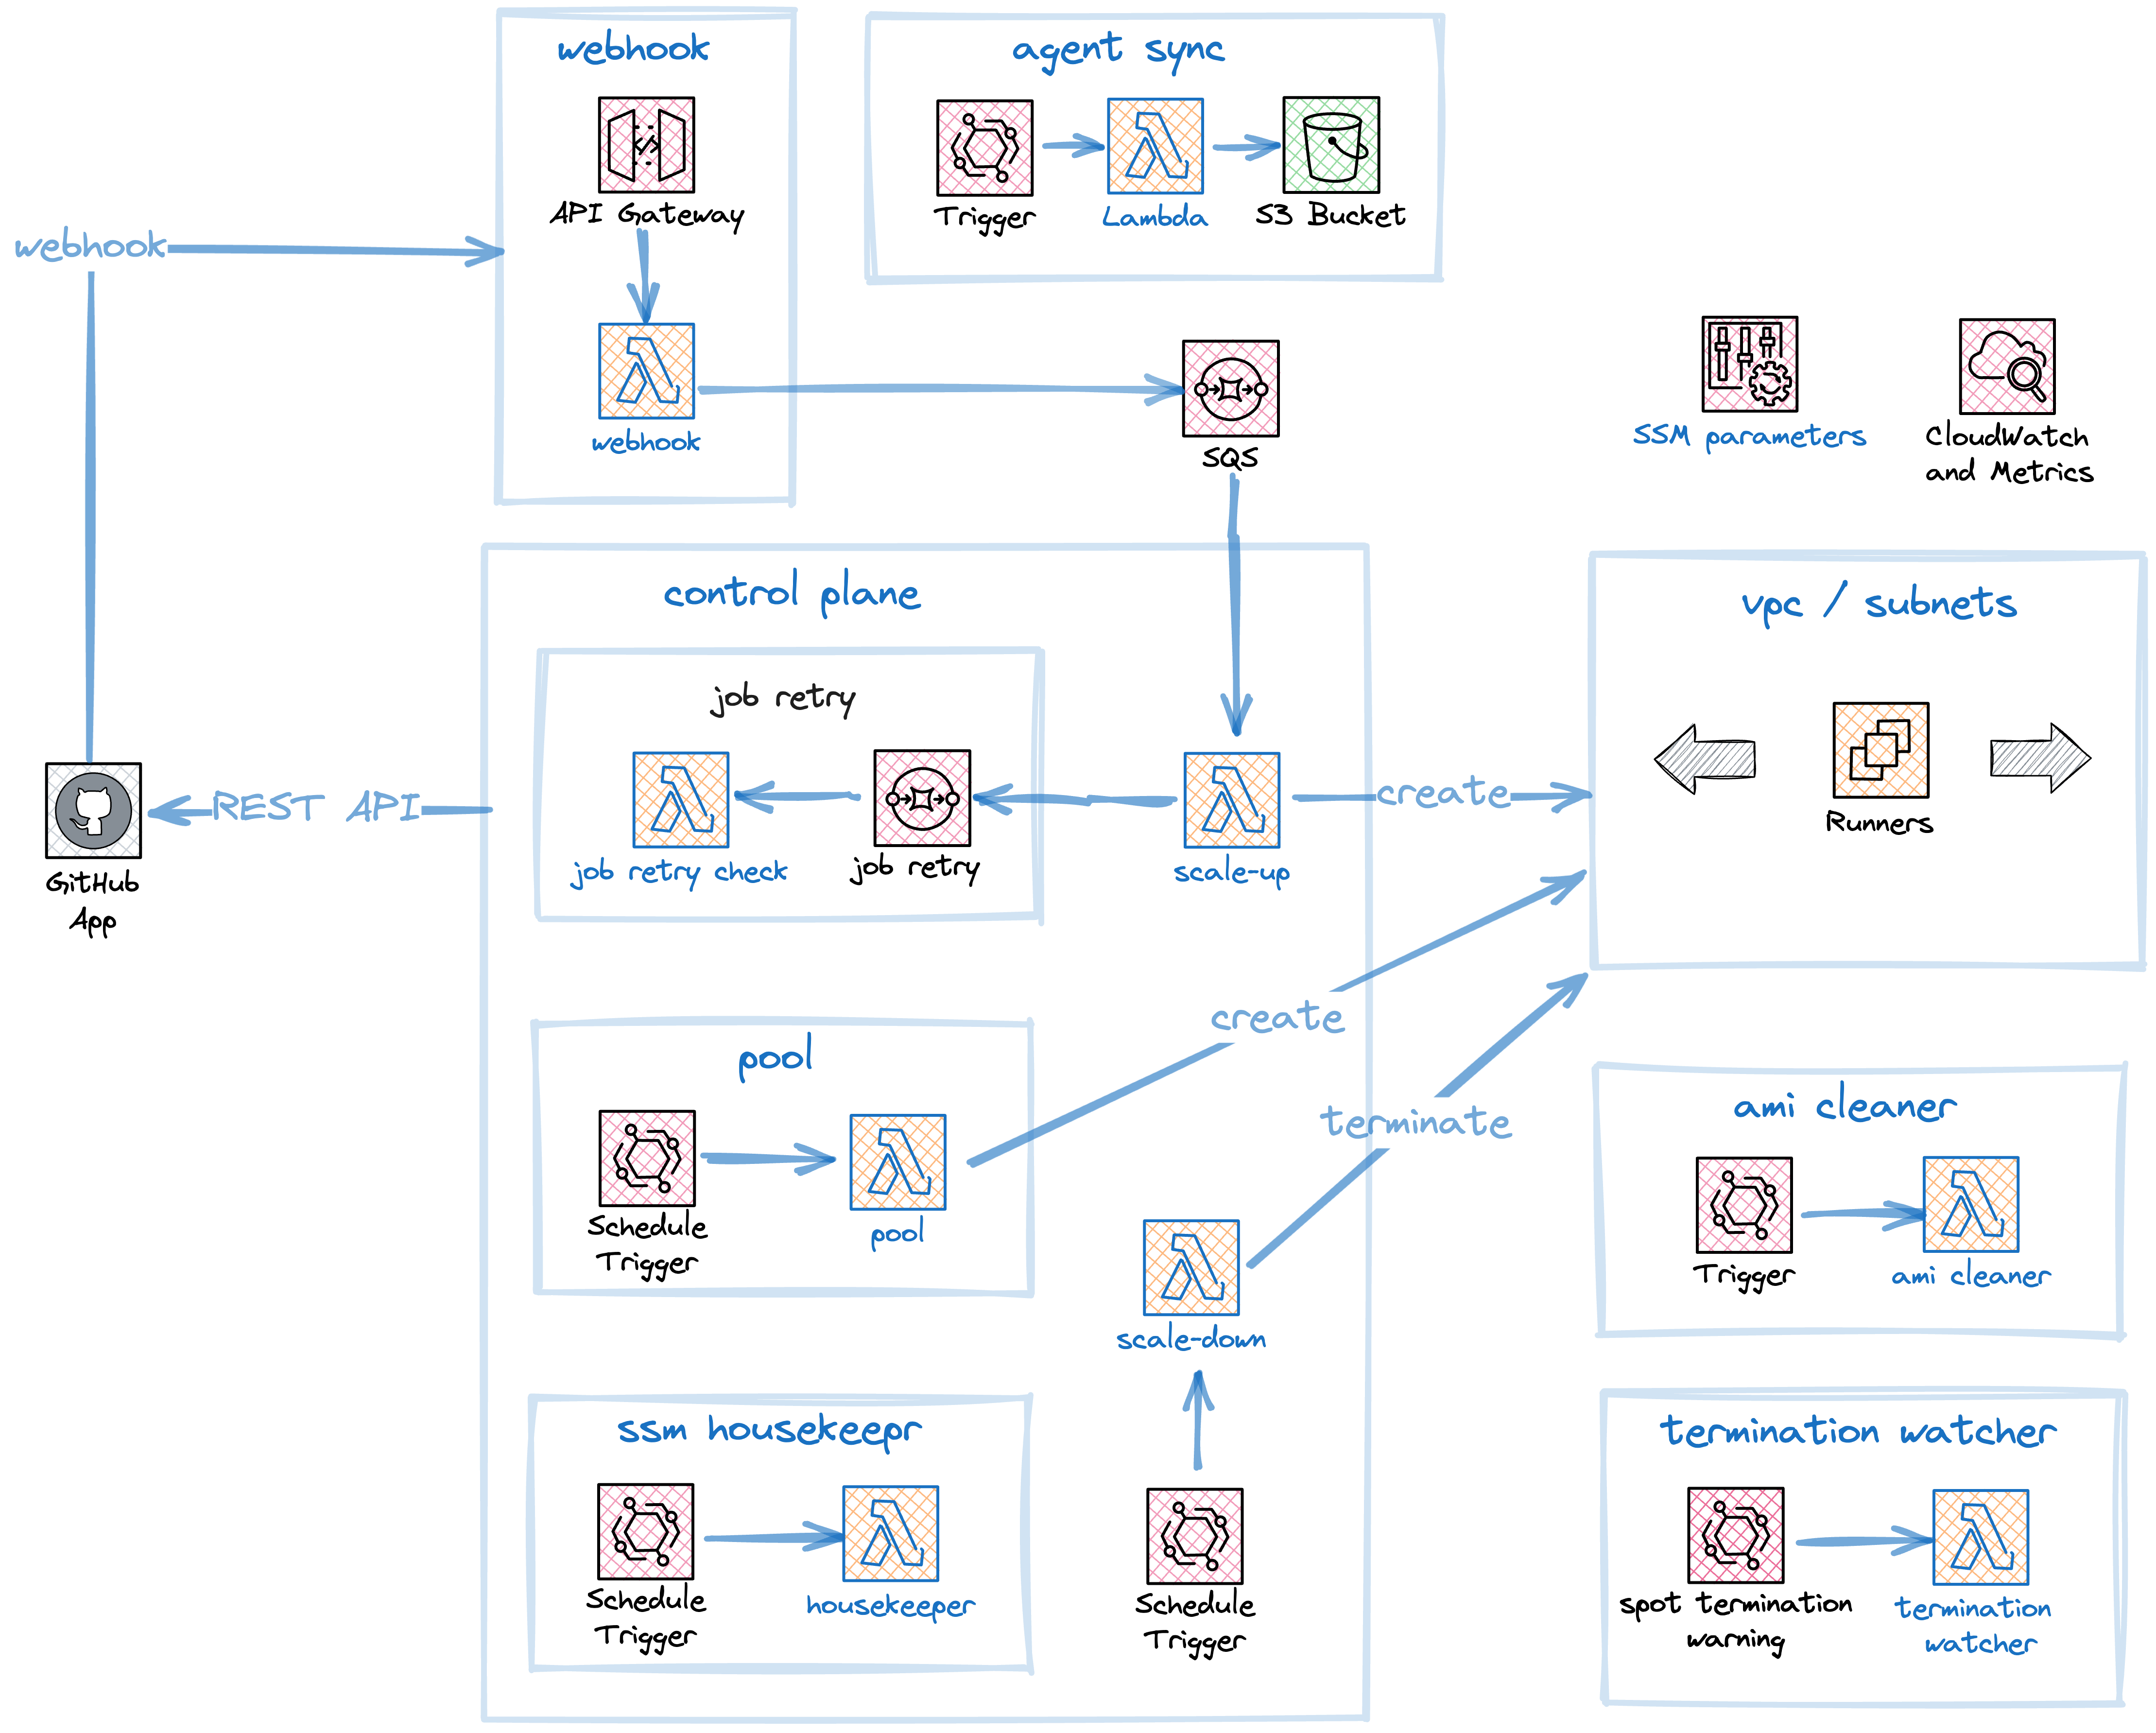 webhook
API Gateway
webhook
agent sync
Trigger
Lambda
S3 Bucket
webhook
SQS
SSM parameters
CloudWatch
and Metrics
control plane
job retry
job retry check
job retry
scale-up
create
vpc / subnets
Runners
REST API
GitHub
App
create
pool
Schedule
Trigger
pool
terminate
scale-down
ami cleaner
Trigger
ami cleaner
ssm housekeepr
Schedule
Trigger
housekeeper
Schedule
Trigger
termination watcher
spot termination
warning
termination
watcher